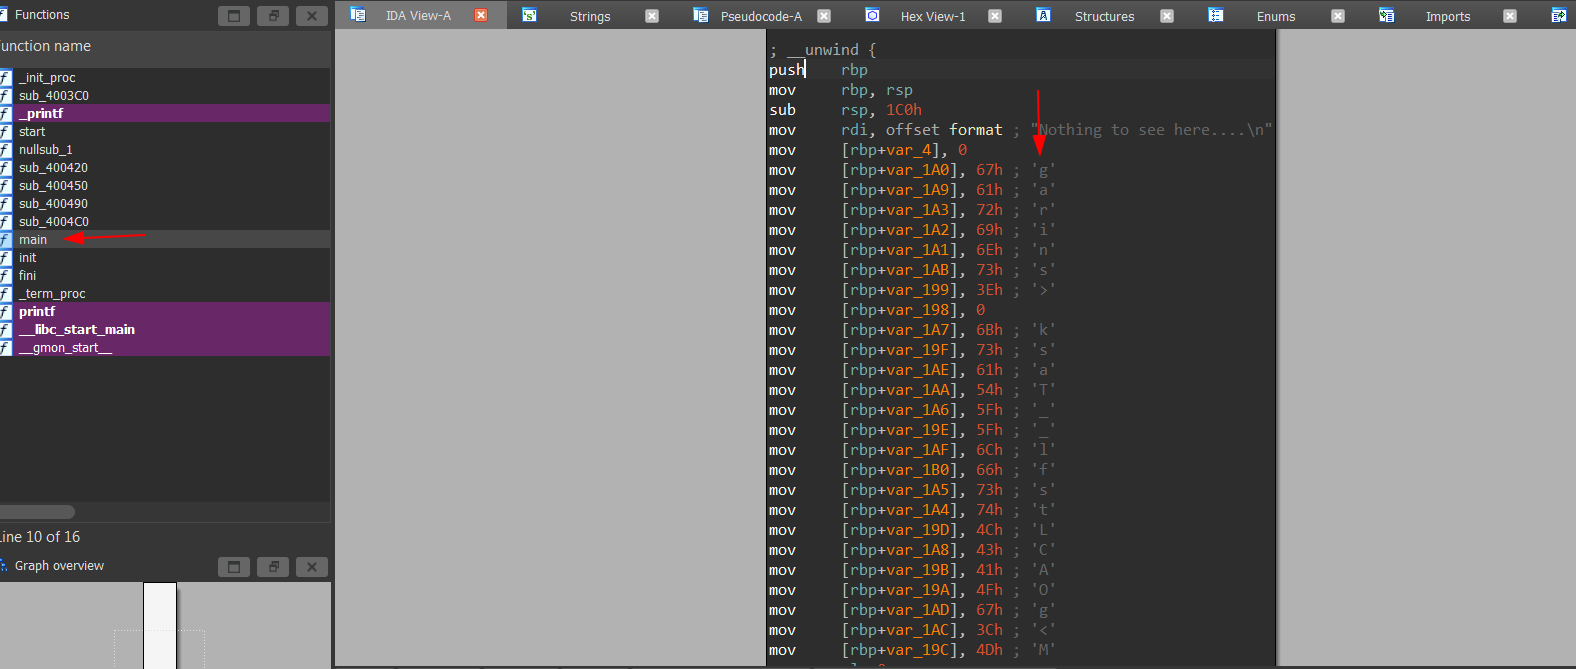 Functions
IDA View-A
Strings
Pseudocode-A
Hex View-1
Structures
Enums
Imports
unction name
_init_proc
sub_4003C0
_printf
start
nullsub_1
sub_400420
sub_400450
sub_400490
sub_4004C0
main
init
fini
_term_proc
printf
__libc_start_main
__gmon_start__
ine 10 of 16
Graph overview
; __unwind {
push rbp
mov rbp, rsp
sub rsp, 1C0h
mov rdi, offset format ; "Nothing to see here....\n"
mov [rbp+var_4], 0
mov [rbp+var_1A0], 67h ; 'g'
mov [rbp+var_1A9], 61h ; 'a'
mov [rbp+var_1A3], 72h ; 'r'
mov [rbp+var_1A2], 69h ; 'i'
mov [rbp+var_1A1], 6Eh ; 'n'
mov [rbp+var_1AB], 73h ; 's'
mov [rbp+var_199], 3Eh ; '>'
mov [rbp+var_198], 0
mov [rbp+var_1A7], 6Bh ; 'k'
mov [rbp+var_19F], 73h ; 's'
mov [rbp+var_1AE], 61h ; 'a'
mov [rbp+var_1AA], 54h ; 'T'
mov [rbp+var_1A6], 5Fh ; '_'
mov [rbp+var_19E], 5Fh ; '_'
mov [rbp+var_1AF], 6Ch ; 'l'
mov [rbp+var_1B0], 66h ; 'f'
mov [rbp+var_1A5], 73h ; 's'
mov [rbp+var_1A4], 74h ; 't'
mov [rbp+var_19D], 4Ch ; 'L'
mov [rbp+var_1A8], 43h ; 'C'
mov [rbp+var_19B], 41h ; 'A'
mov [rbp+var_19A], 4Fh ; 'O'
mov [rbp+var_1AD], 67h ; 'g'
mov [rbp+var_1AC], 3Ch ; '<'
mov [rbp+var_19C], 4Dh ; 'M'